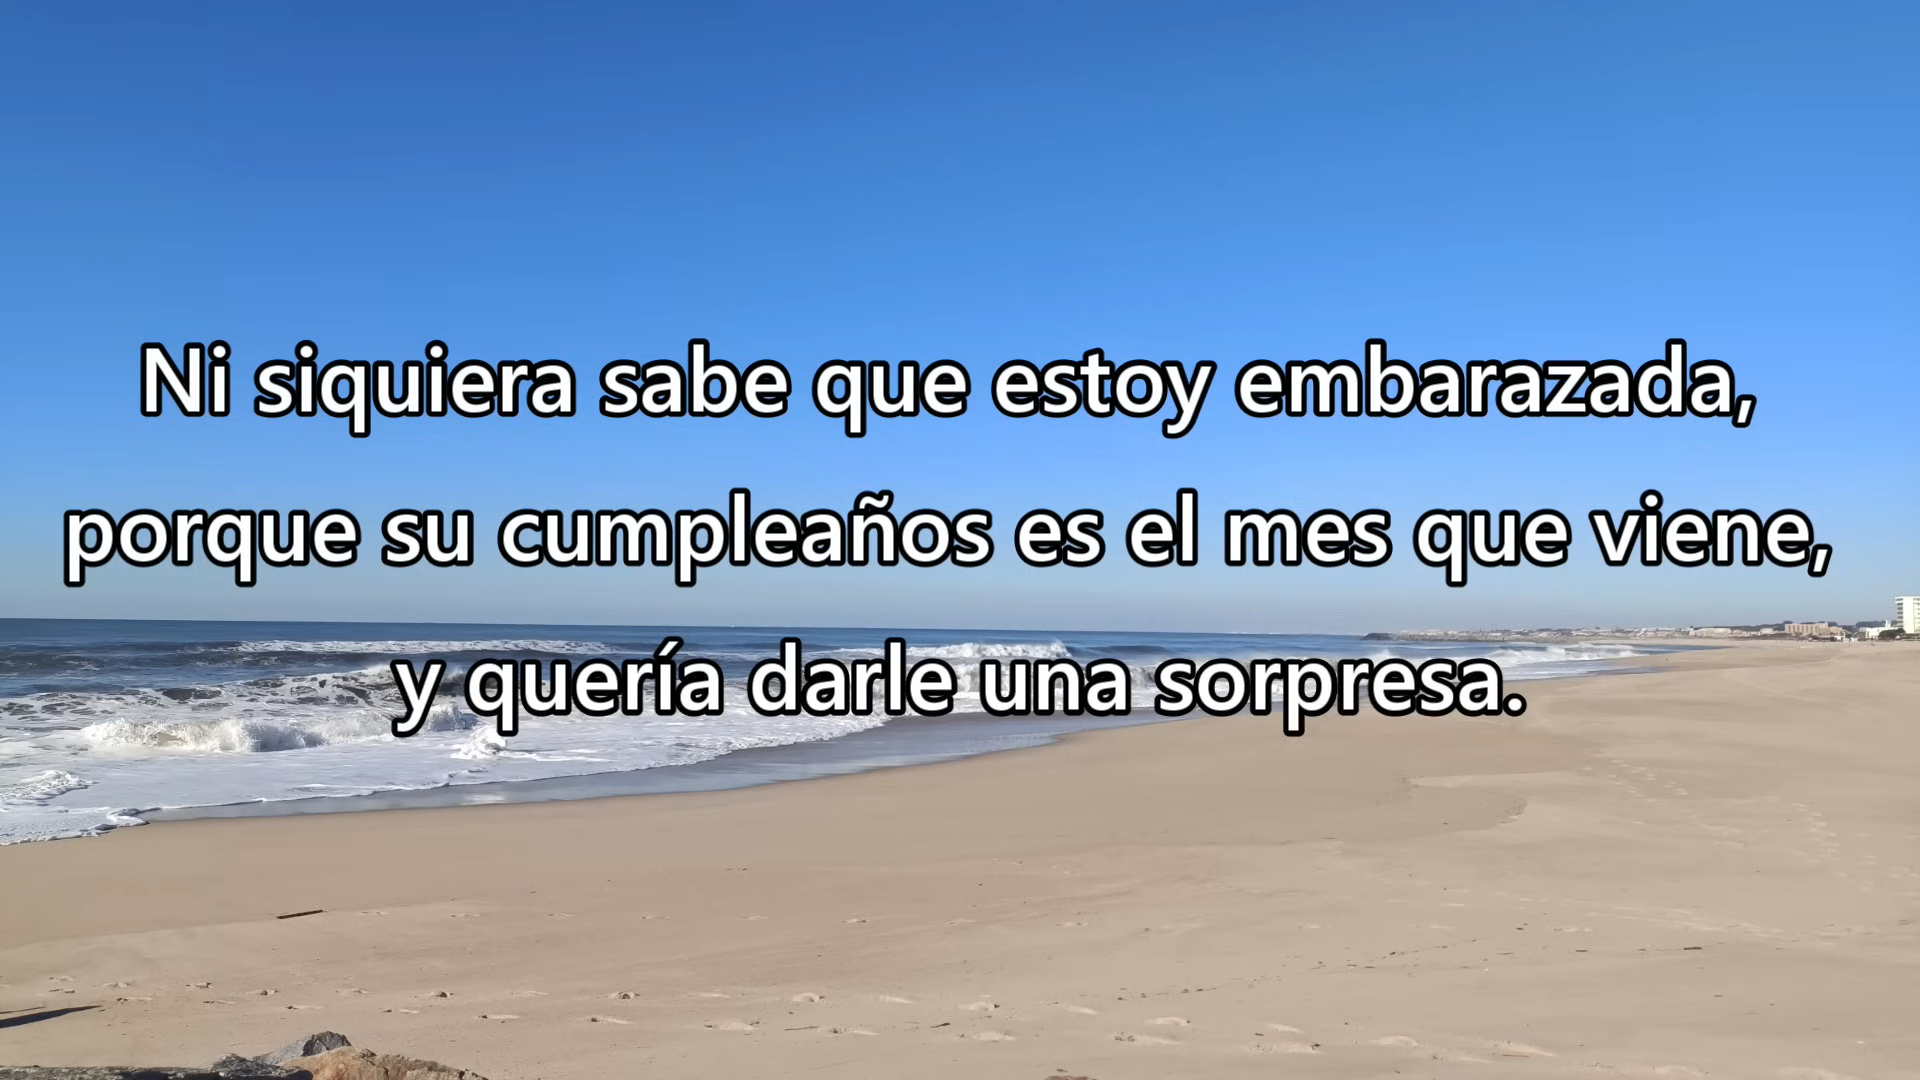 Ni siquiera sabe que estoy embarazada,
porque su cumpleaños es el mes que viene,
y quería darle una sorpresa.